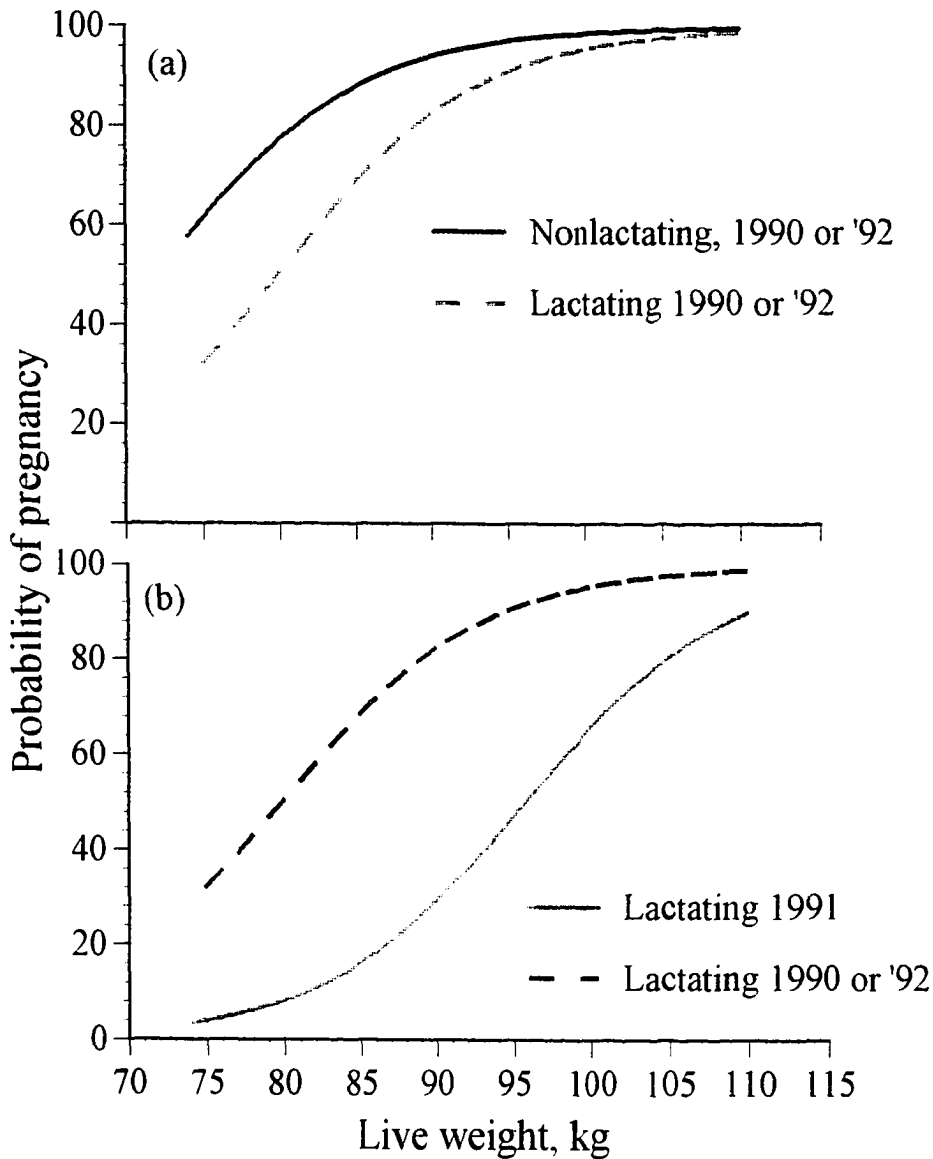 100
(a)
80
60
Nonlactating, 1990 or '92
Lactating 1990 or '92
40
20
Probability of pregnancy
100
(b)
80
60
40
Lactating 1991
20
Lactating 1990 or '92
0
70 75 80 85 90 95 100 105 110 115
Live weight, kg